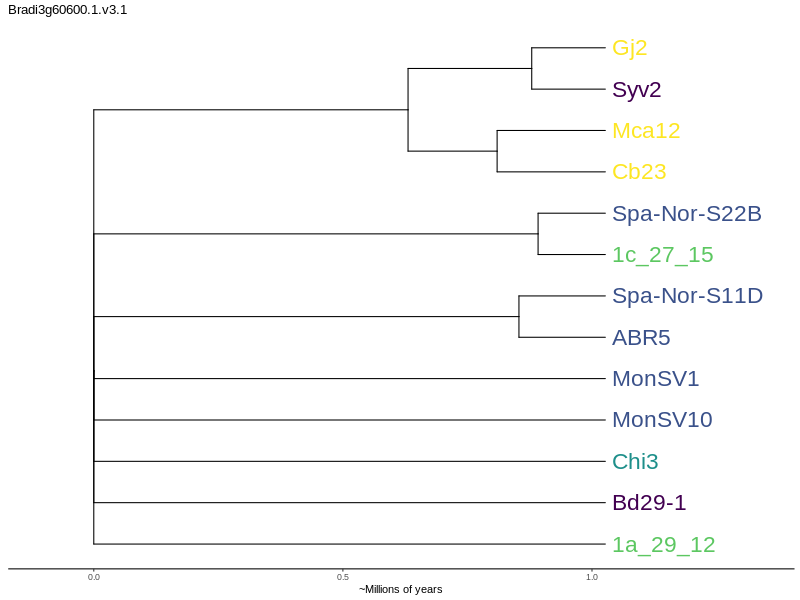 Bradi3g60600.1.v3.1
Gj2
Syv2
Mca12
Cb23
Spa-Nor-S22B
1c_27_15
Spa-Nor-S11D
ABR5
MonSV1
MonSV10
Chi3
Bd29-1
1a_29_12
0.0 0.5 1.0
~Millions of years